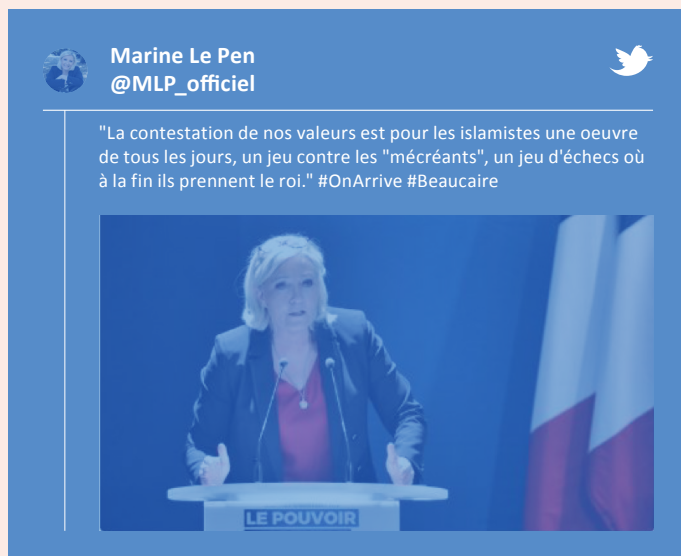 Marine Le Pen
@MLP_officiel
"La contestation de nos valeurs est pour les islamistes une oeuvre
de tous les jours, un jeu contre les "mécréants", un jeu d'échecs où
à la fin ils prennent le roi." #OnArrive #Beaucaire
LE POUVOIR